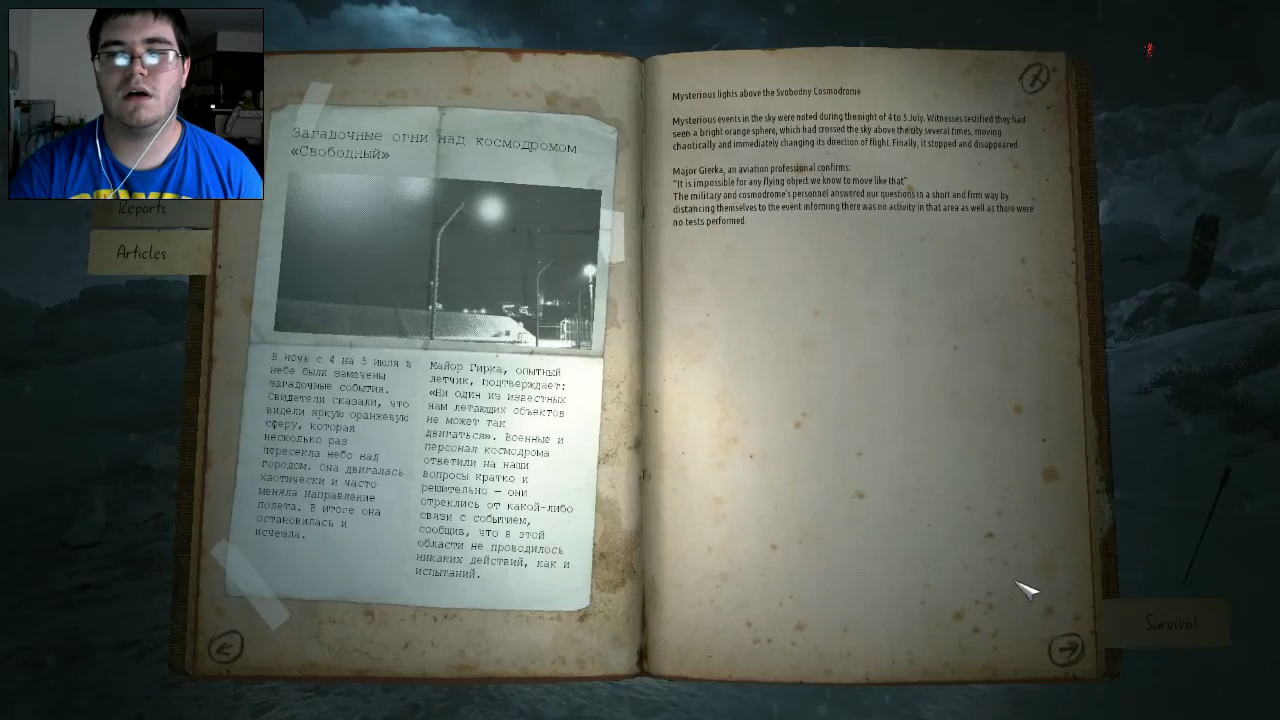 Reports
Articles
Загадочные огни над космодромом
«Свободный»
В ночь с 4 на 5 июля в
небе были замечены
загадочные события.
Свидетели сказали, что
видели яркую оранжевую
сферу, которая
несколько раз
пересекла небо над
городом. Она двигалась
хаотически и часто
меняла направление
полета. В итоге она
остановилась и
исчезла.
Майор Гирка, опытный
летчик, подтверждает:
«Ни один из известных
нам летающих объектов
не может так
двигаться». Военные и
персонал космодрома
ответили на наши
вопросы кратко и
решительно – они
отреклись от какой-либо
связи с событием,
сообщив, что в этой
области не проводилось
никаких действий, как и
испытаний.
Mysterious lights above the Svobodny Cosmodrome
Mysterious events in the sky were noted during the night of 4 to 5 July. Witnesses testified they had
seen a bright orange sphere, which had crossed the sky above the city several times, moving
chaotically and immediately changing its direction of flight. Finally, it stopped and disappeared.
Major Gierka, an aviation professional confirms:
"It is impossible for any flying object we know to move like that"
The military and cosmodrome's personnel answered our questions in a short and firm way by
distancing themselves to the event informing there was no activity in that area as well as there were
no tests performed.
Survival